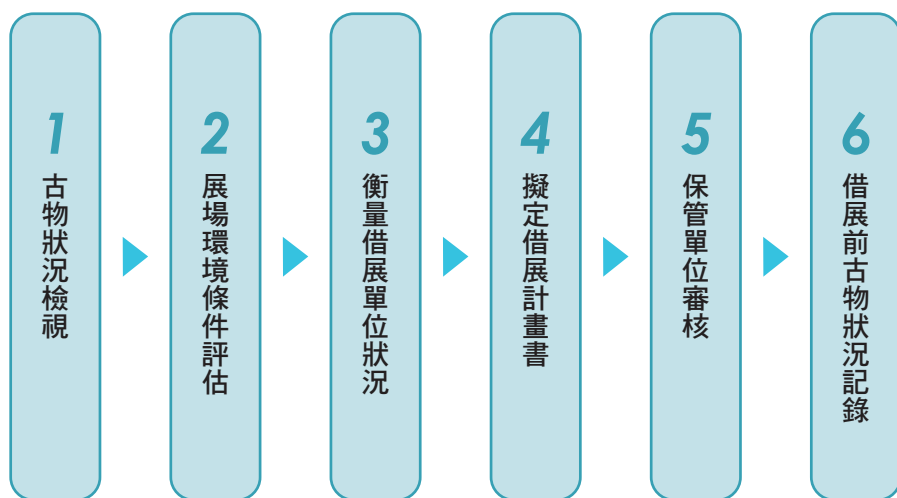 1
古物狀況檢視
2
展場環境條件評估
3
衡量借展單位狀況
4
擬定借展計畫書
5
保管單位審核
6
借展前古物狀況記錄